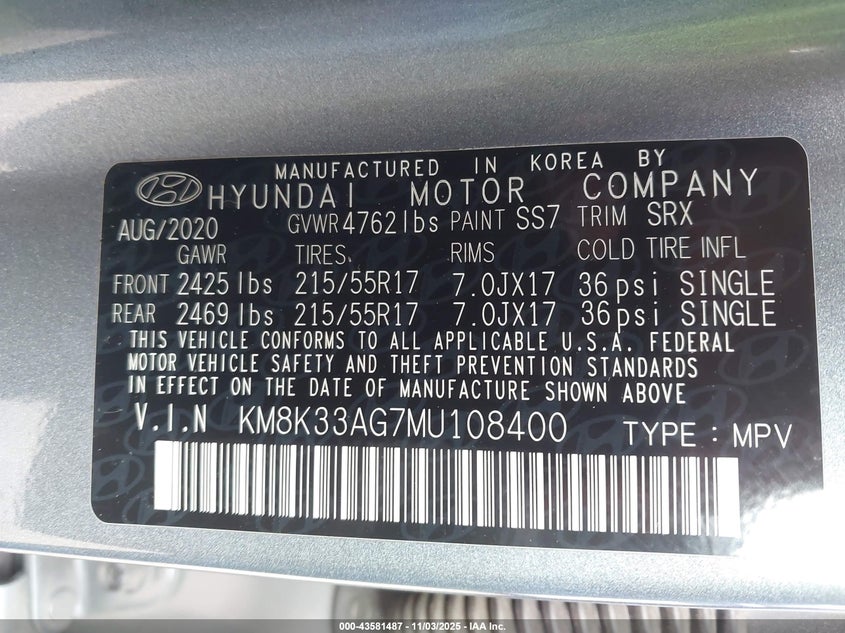 MANUFACTURED IN KOREA BY
HYUNDAI MOTOR COMPANY
AUG/2020 GVWR 4762 lbs PAINT SS7 TRIM SRX
GAWR TIRES RIMS COLD TIRE INFL
FRONT 2425 lbs 215/55R17 7.0JX17 36 psi SINGLE
REAR 2469 lbs 215/55R17 7.0JX17 36 psi SINGLE
THIS VEHICLE CONFORMS TO ALL APPLICABLE U.S.A. FEDERAL
MOTOR VEHICLE SAFETY AND THEFT PREVENTION STANDARDS
IN EFFECT ON THE DATE OF MANUFACTURE SHOWN ABOVE
V.I.N KM8K33AG7MU108400 TYPE : MPV
000-43581487 - 11/03/2025 - IAA Inc.